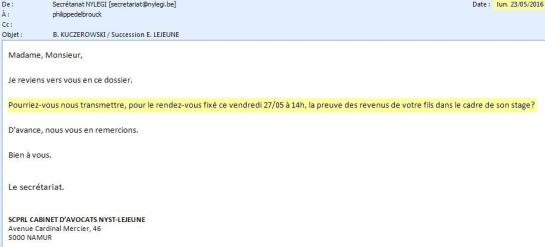 De : Secrétariat NYLEGI [secretariat@nylegi.be] Date : lun. 23/05/2016
À : philippedelbrouck
Cc :
Objet : B. KUCZEROWSKI / Succession E. LEJEUNE
Madame, Monsieur,
Je reviens vers vous en ce dossier.
Pourriez-vous nous transmettre, pour le rendez-vous fixé ce vendredi 27/05 à 14h, la preuve des revenus de votre fils dans le cadre de son stage?
D'avance, nous vous en remercions.
Bien à vous.
Le secrétariat.
SCPRL CABINET D'AVOCATS NYST-LEJEUNE
Avenue Cardinal Mercier, 46
5000 NAMUR